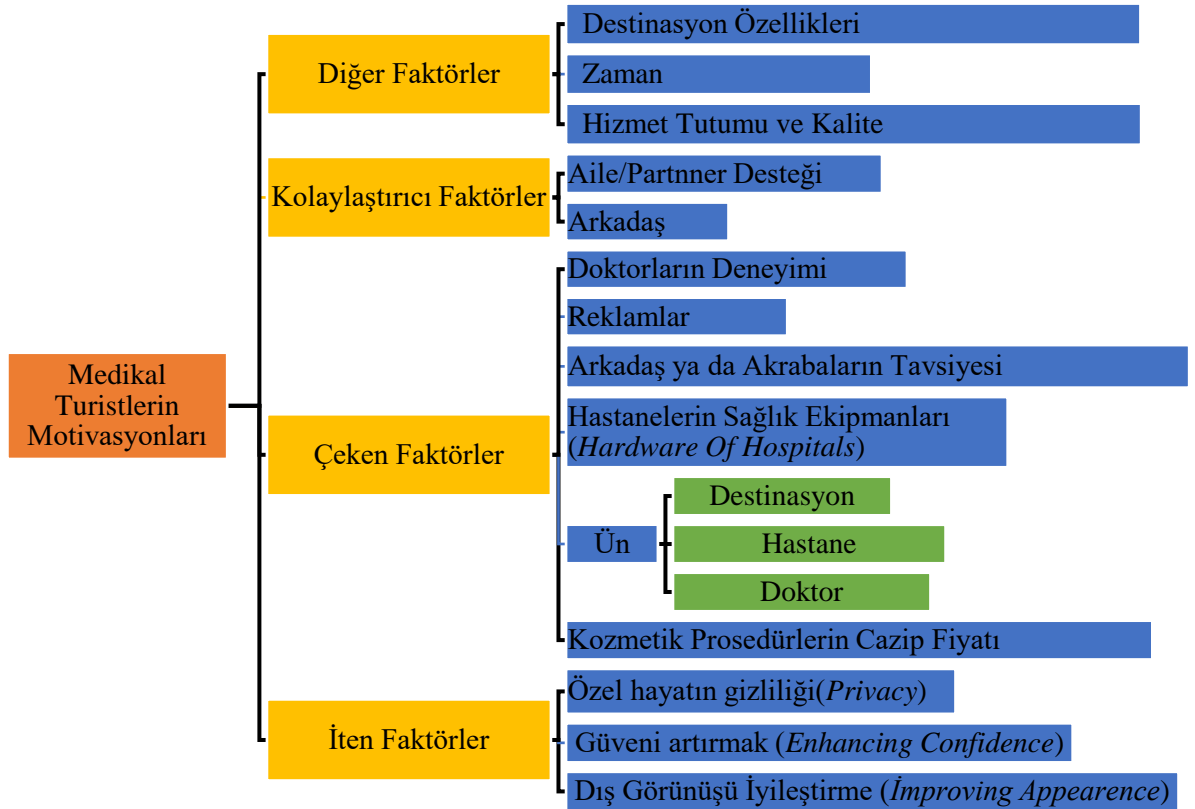 Medikal
Turistlerin
Motivasyonları
Diğer Faktörler
Destinasyon Özellikleri
Zaman
Hizmet Tutumu ve Kalite
Kolaylaştırıcı Faktörler
Aile/Partnner Desteği
Arkadaş
Çeken Faktörler
Doktorların Deneyimi
Reklamlar
Arkadaş ya da Akrabaların Tavsiyesi
Hastanelerin Sağlık Ekipmanları
(Hardware Of Hospitals)
Ün
Destinasyon
Hastane
Doktor
Kozmetik Prosedürlerin Cazip Fiyatı
İten Faktörler
Özel hayatın gizliliği(Privacy)
Güveni artırmak (Enhancing Confidence)
Dış Görünüşü İyileştirme (İmproving Appearence)